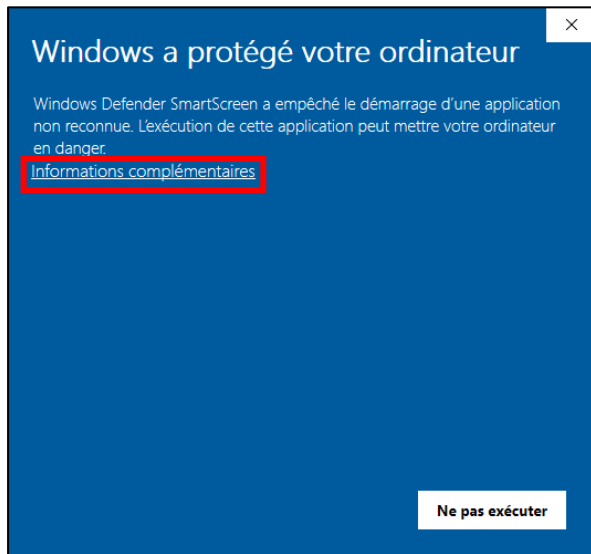 Windows a protégé votre ordinateur
Windows Defender SmartScreen a empêché le démarrage d'une application
non reconnue. L'exécution de cette application peut mettre votre ordinateur
en danger.
Informations complémentaires
Ne pas exécuter